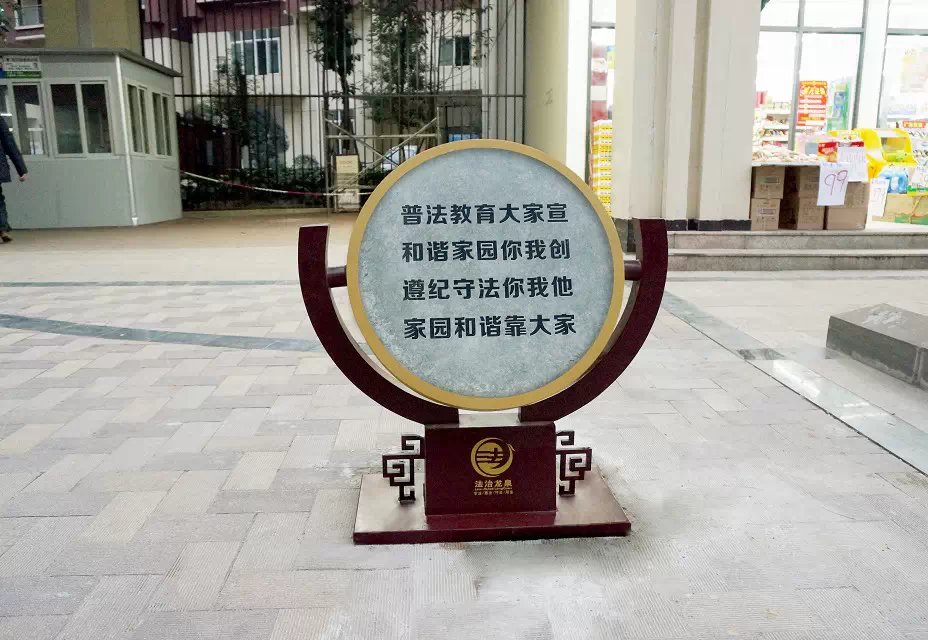 普法教育大家宣
和谐家园你我创
遵纪守法你我他
家园和谐靠大家
法治龙泉
99